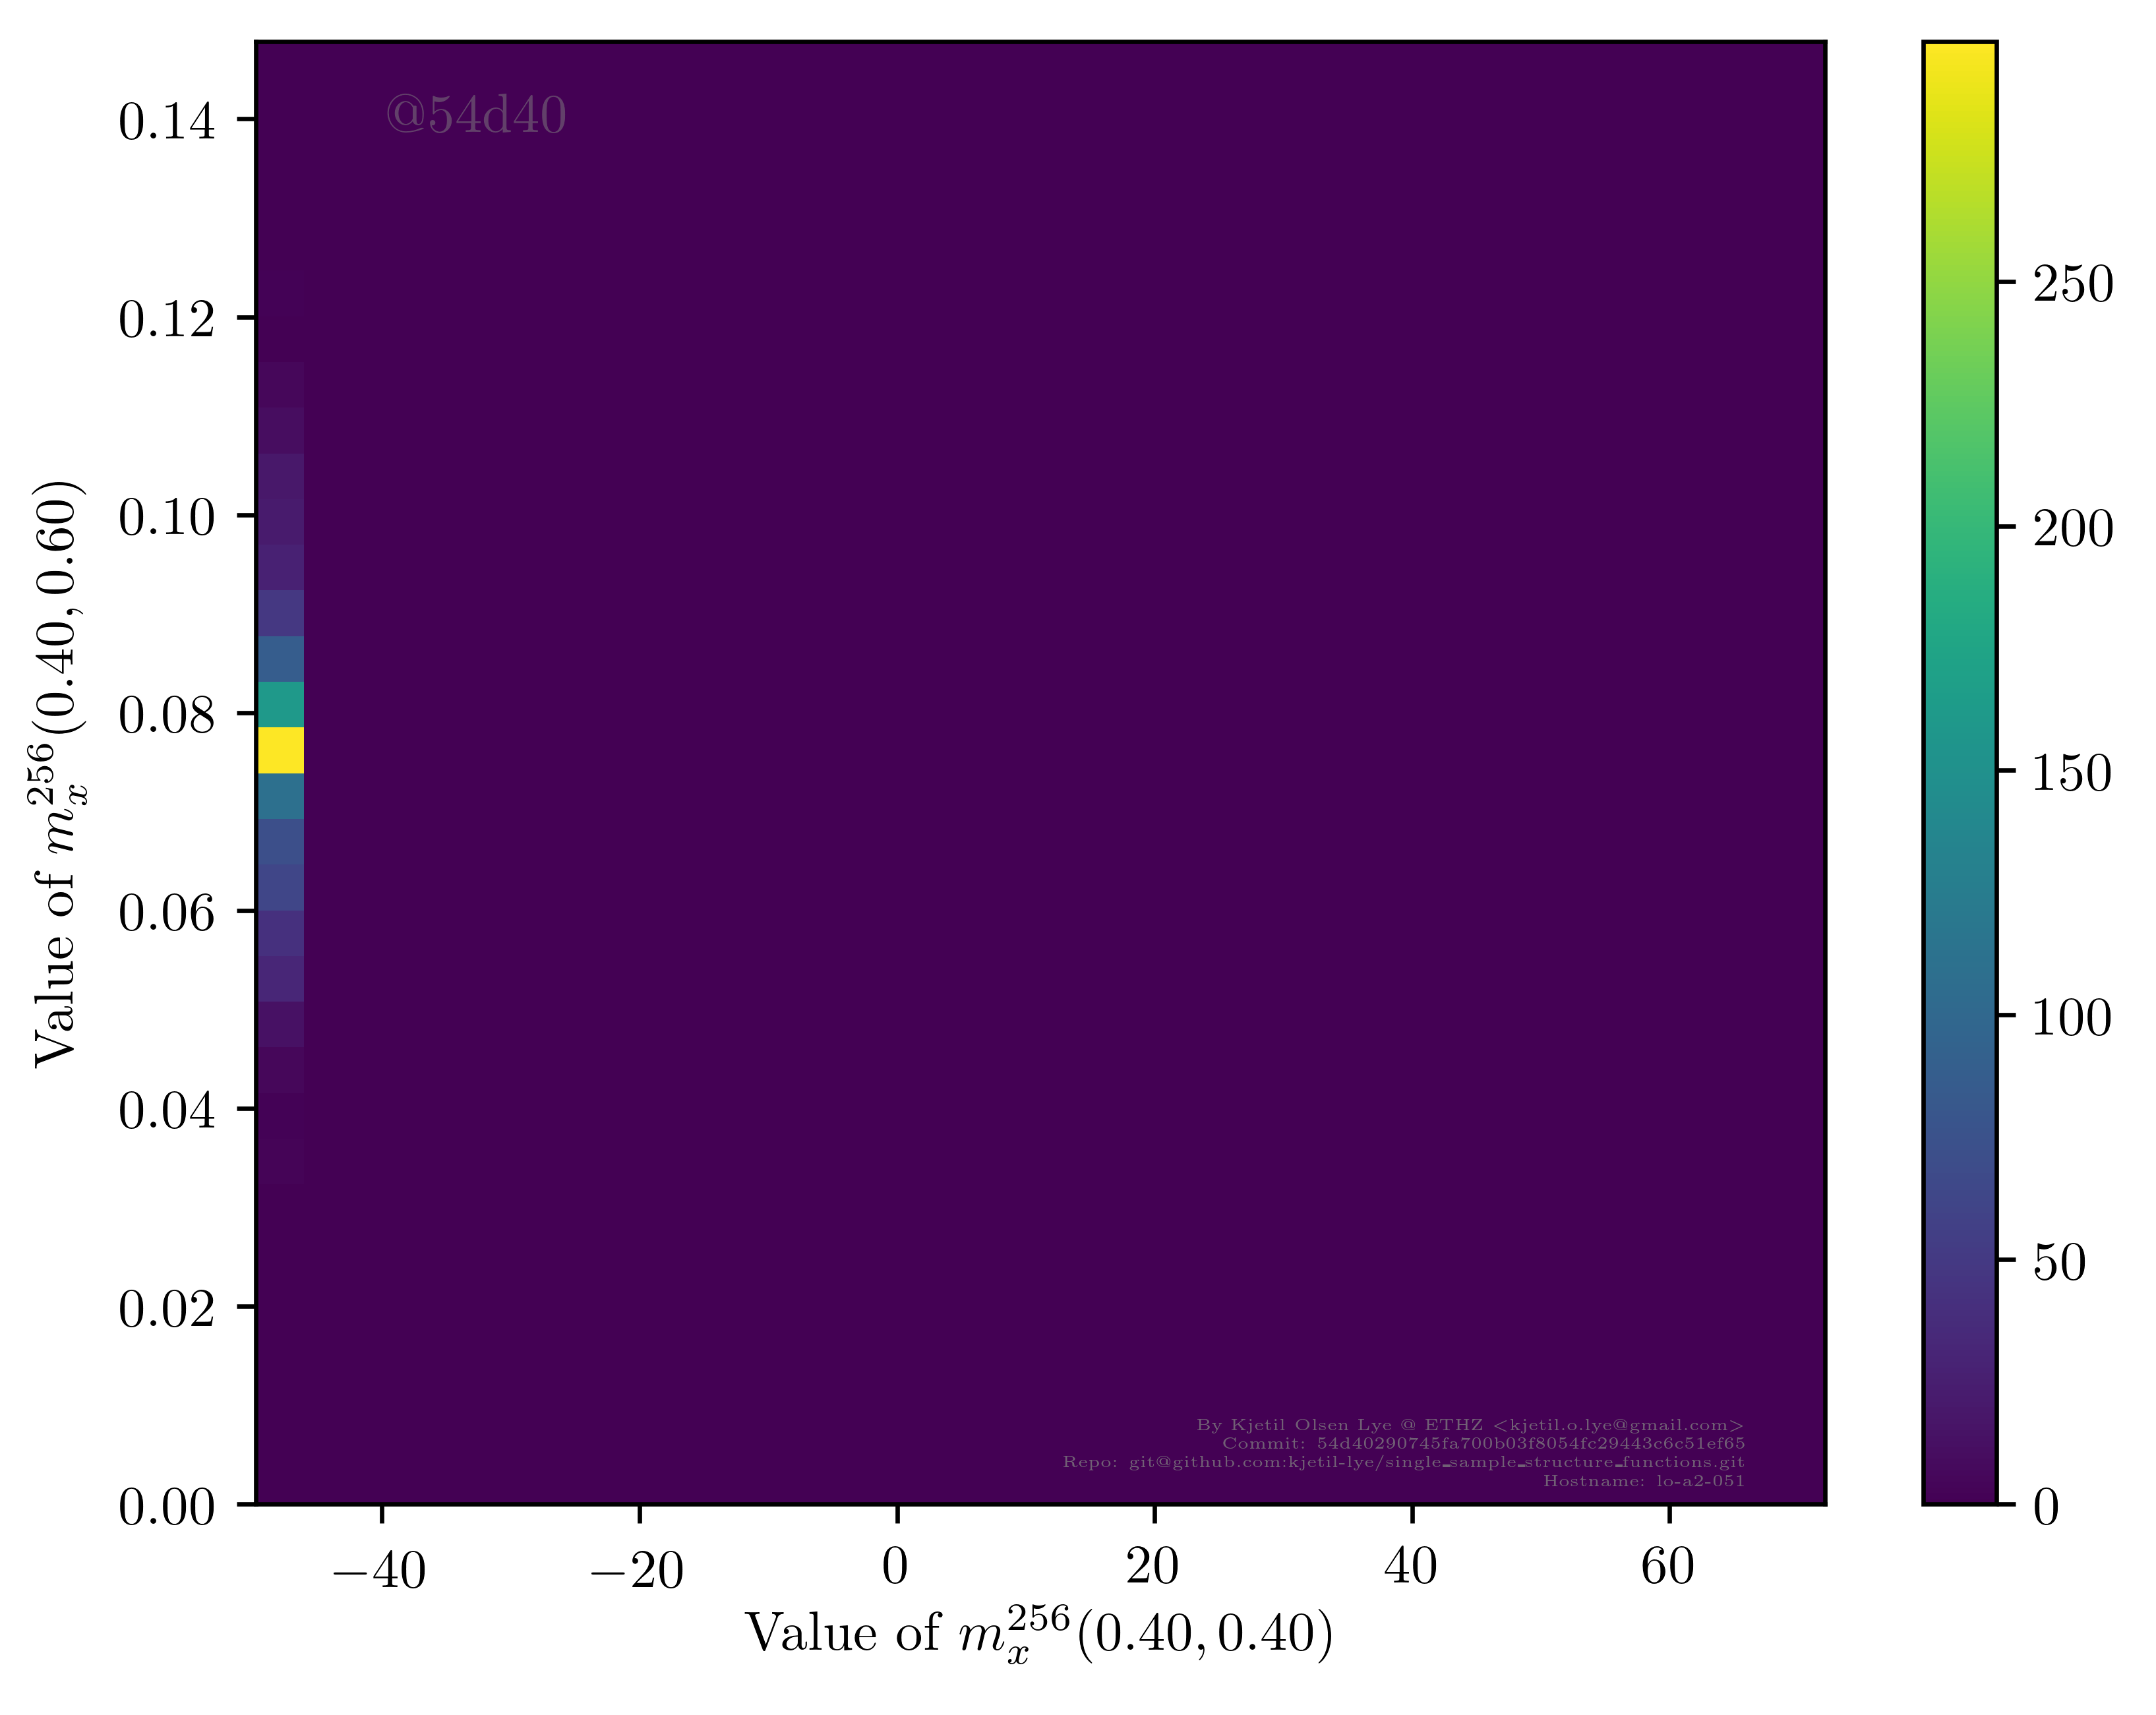 ©54d40
0.14
0.12
0.10
0.08
0.06
0.04
0.02
0.00
Value of m_x^256(0.40, 0.60)
−40 −20 0 20 40 60
Value of m_x^256(0.40, 0.40)
250
200
150
100
50
0
By Kjetil Olsen Lye @ ETHZ <kjetil.o.lye@gmail.com>
Commit: 54d40290745fa700b03f8054fc29443c6c51ef65
Repo: git@github.com:kjetil-lye/single_sample_structure_functions.git
Hostname: lo-a2-051